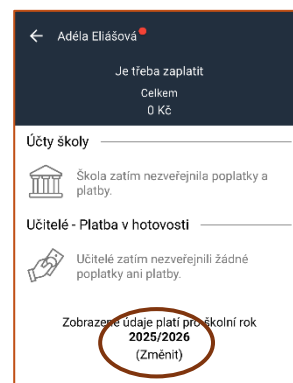 Adéla Eliášová
Je třeba zaplatit
Celkem
0 Kč
Účty školy
Škola zatím nezveřejnila poplatky a
platby.
Učitelé - Platba v hotovosti
Učitelé zatím nezveřejnili žádné
poplatky ani platby.
Zobrazené údaje platí pro školní rok
2025/2026
(Změnit)